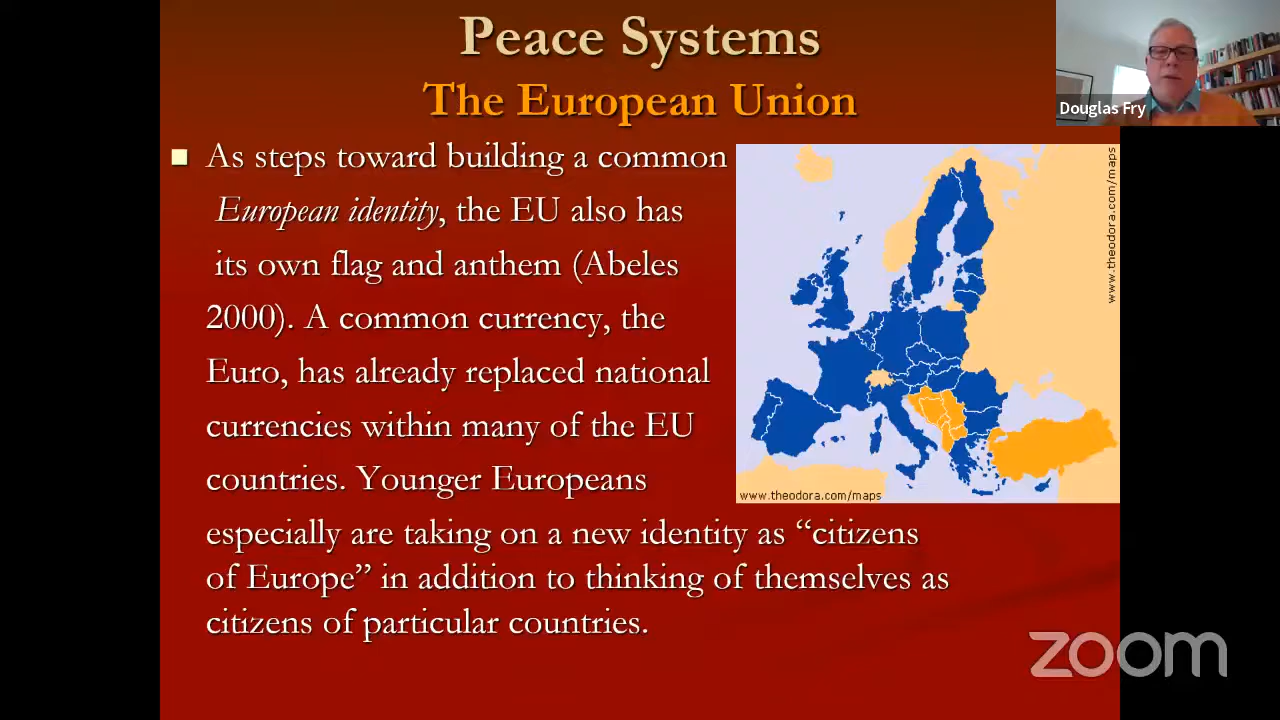 Peace Systems
The European Union
Douglas Fry
As steps toward building a common
European identity, the EU also has
its own flag and anthem (Abeles
2000). A common currency, the
Euro, has already replaced national
currencies within many of the EU
countries. Younger Europeans
especially are taking on a new identity as “citizens
of Europe” in addition to thinking of themselves as
citizens of particular countries.
www.theodora.com/maps
www.theodora.com/maps
zoom